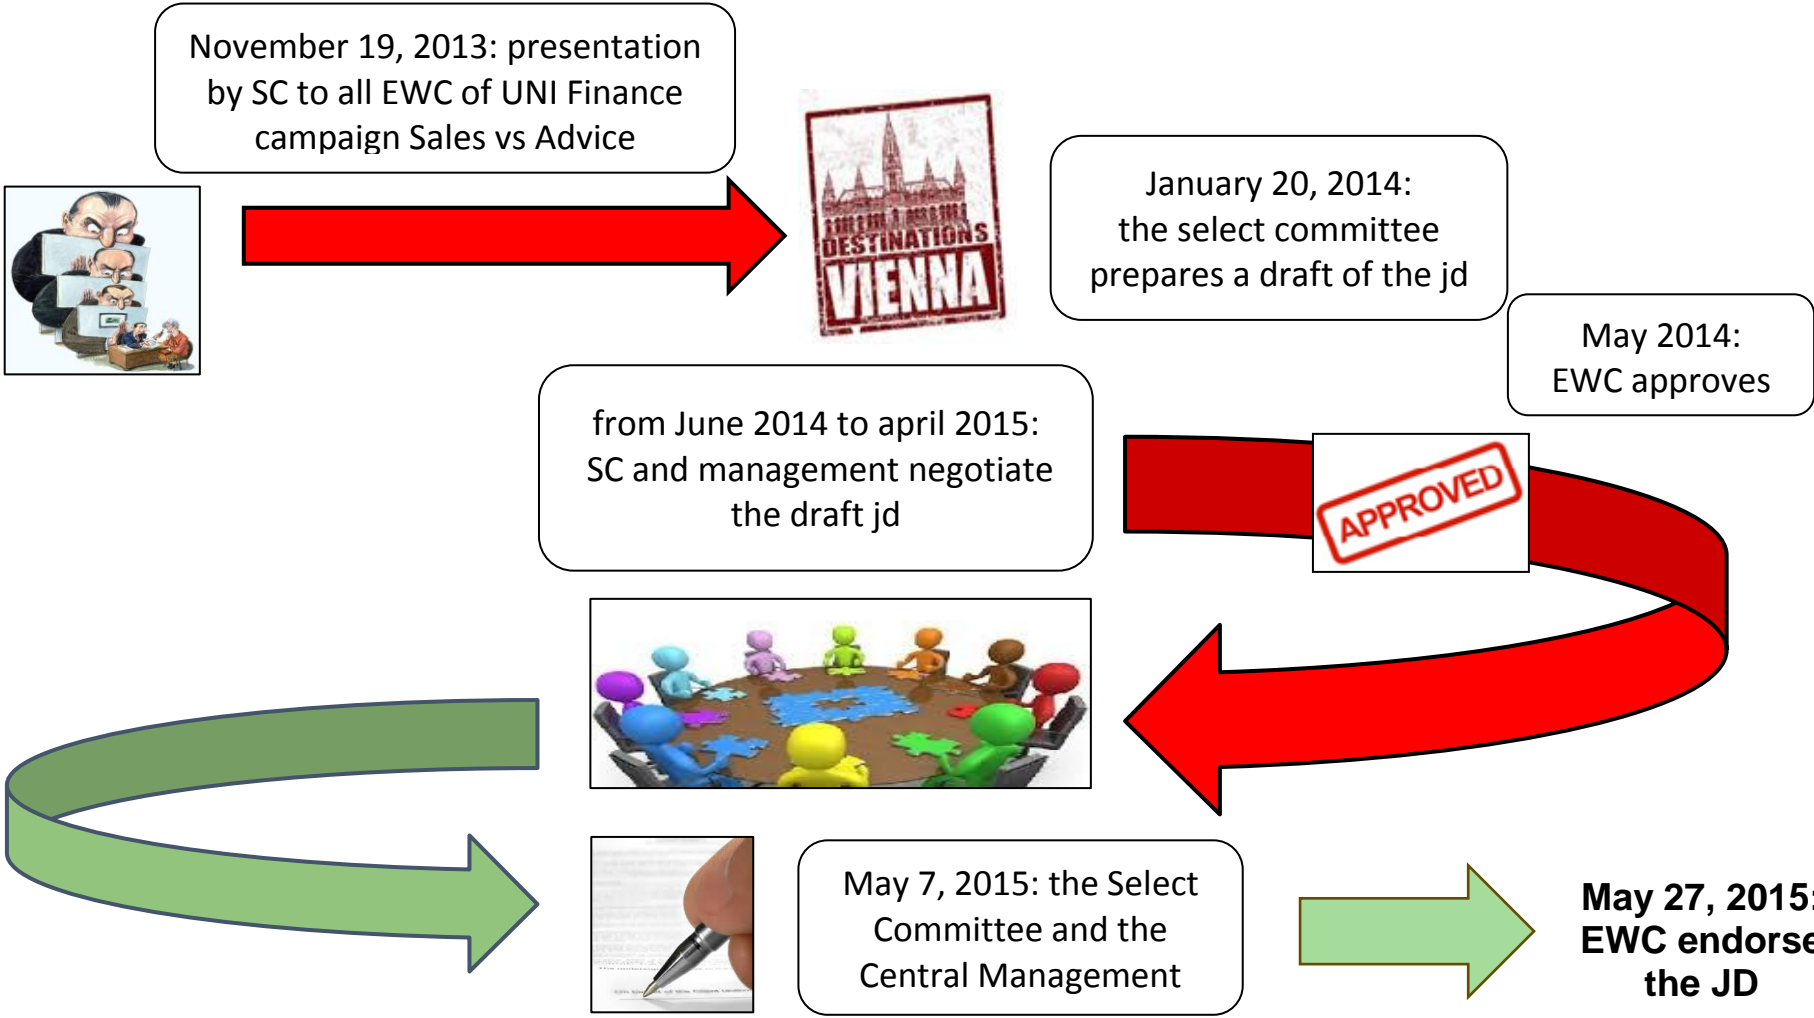 November 19, 2013: presentation
by SC to all EWC of UNI Finance
campaign Sales vs Advice
DESTINATIONS
VIENNA
January 20, 2014:
the select committee
prepares a draft of the jd
May 2014:
EWC approves
from June 2014 to april 2015:
SC and management negotiate
the draft jd
APPROVED
May 7, 2015: the Select
Committee and the
Central Management
May 27, 2015:
EWC endorse
the JD